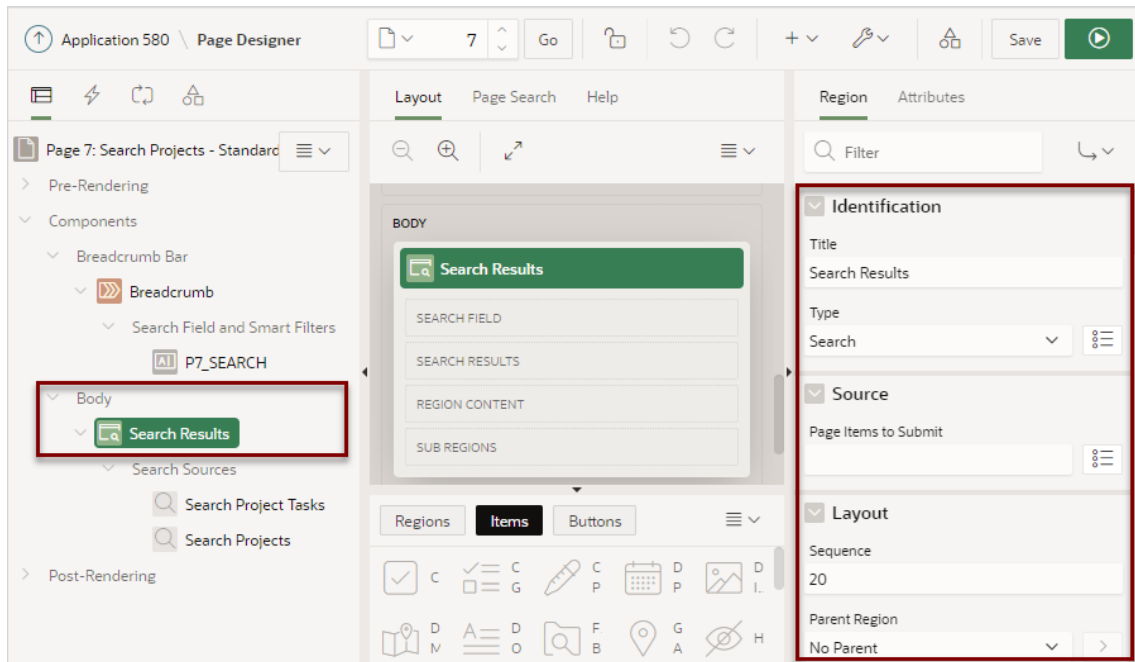 Application 580 \ Page Designer
7
Go
Save
Layout
Page Search
Help
Region
Attributes
Page 7: Search Projects - Standard
Pre-Rendering
Components
Breadcrumb Bar
Breadcrumb
Search Field and Smart Filters
P7_SEARCH
Body
Search Results
Search Sources
Search Project Tasks
Search Projects
Post-Rendering
BODY
Search Results
SEARCH FIELD
SEARCH RESULTS
REGION CONTENT
SUB REGIONS
Regions
Items
Buttons
C
C
G
C
P
D
P
D
I..
D
M
D
O
F.
B
G
A
H
Filter
Identification
Title
Search Results
Type
Search
Source
Page Items to Submit
Layout
Sequence
20
Parent Region
No Parent